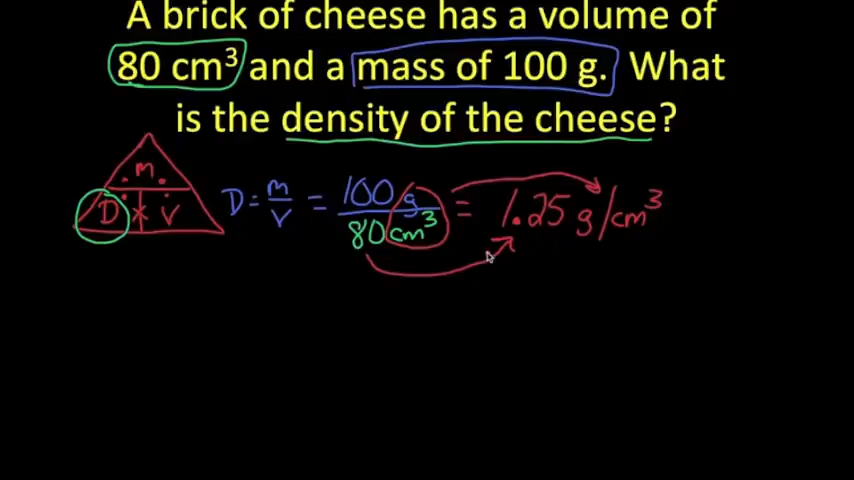 A brick of cheese has a volume of
80 cm³ and a mass of 100 g. What
is the density of the cheese?
m
D * v
D = m/v = 100 g / 80 cm³ = 1.25 g/cm³